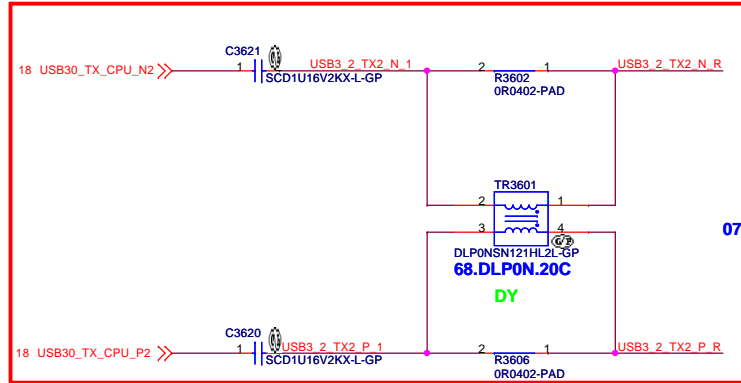 C3621
18 USB30_TX_CPU_N2
1
USB3_2_TX2_N_1
SCD1U16V2KX-L-GP
2
1
R3602
0R0402-PAD
USB3_2_TX2_N_R
TR3601
2
1
3
4
G/P
DLP0NSN121HL2L-GP
68.DLP0N.20C
DY
07
C3620
18 USB30_TX_CPU_P2
1
USB3_2_TX2_P_1
SCD1U16V2KX-L-GP
2
1
R3606
0R0402-PAD
USB3_2_TX2_P_R